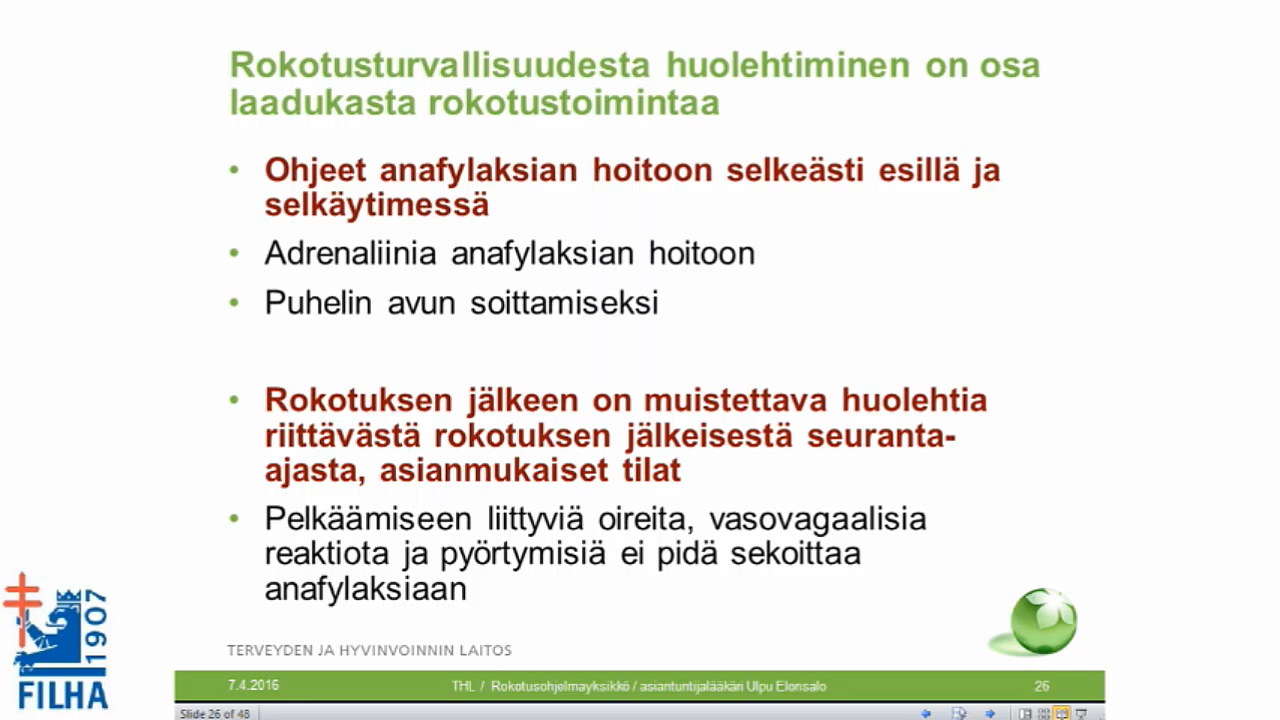 Rokotusturvallisuudesta huolehtiminen on osa
laadukasta rokotustoimintaa
• Ohjeet anafylaksian hoitoon selkeästi esillä ja
selkäytimessä
• Adrenaliinia anafylaksian hoitoon
• Puhelin avun soittamiseksi
• Rokotuksen jälkeen on muistettava huolehtia
riittävästä rokotuksen jälkeisestä seuranta-
ajasta, asianmukaiset tilat
• Pelkäämiseen liittyviä oireita, vasovagaalisia
reaktiota ja pyörtymisiä ei pidä sekoittaa
anafylaksiaan
1907
FILHA
TERVEYDEN JA HYVINVOINNIN LAITOS
7.4.2016
THL / Rokotusohjelmayksikkö / asiantuntijalääkäri Ulpu Elonsalo
26
Slide 26 of 48